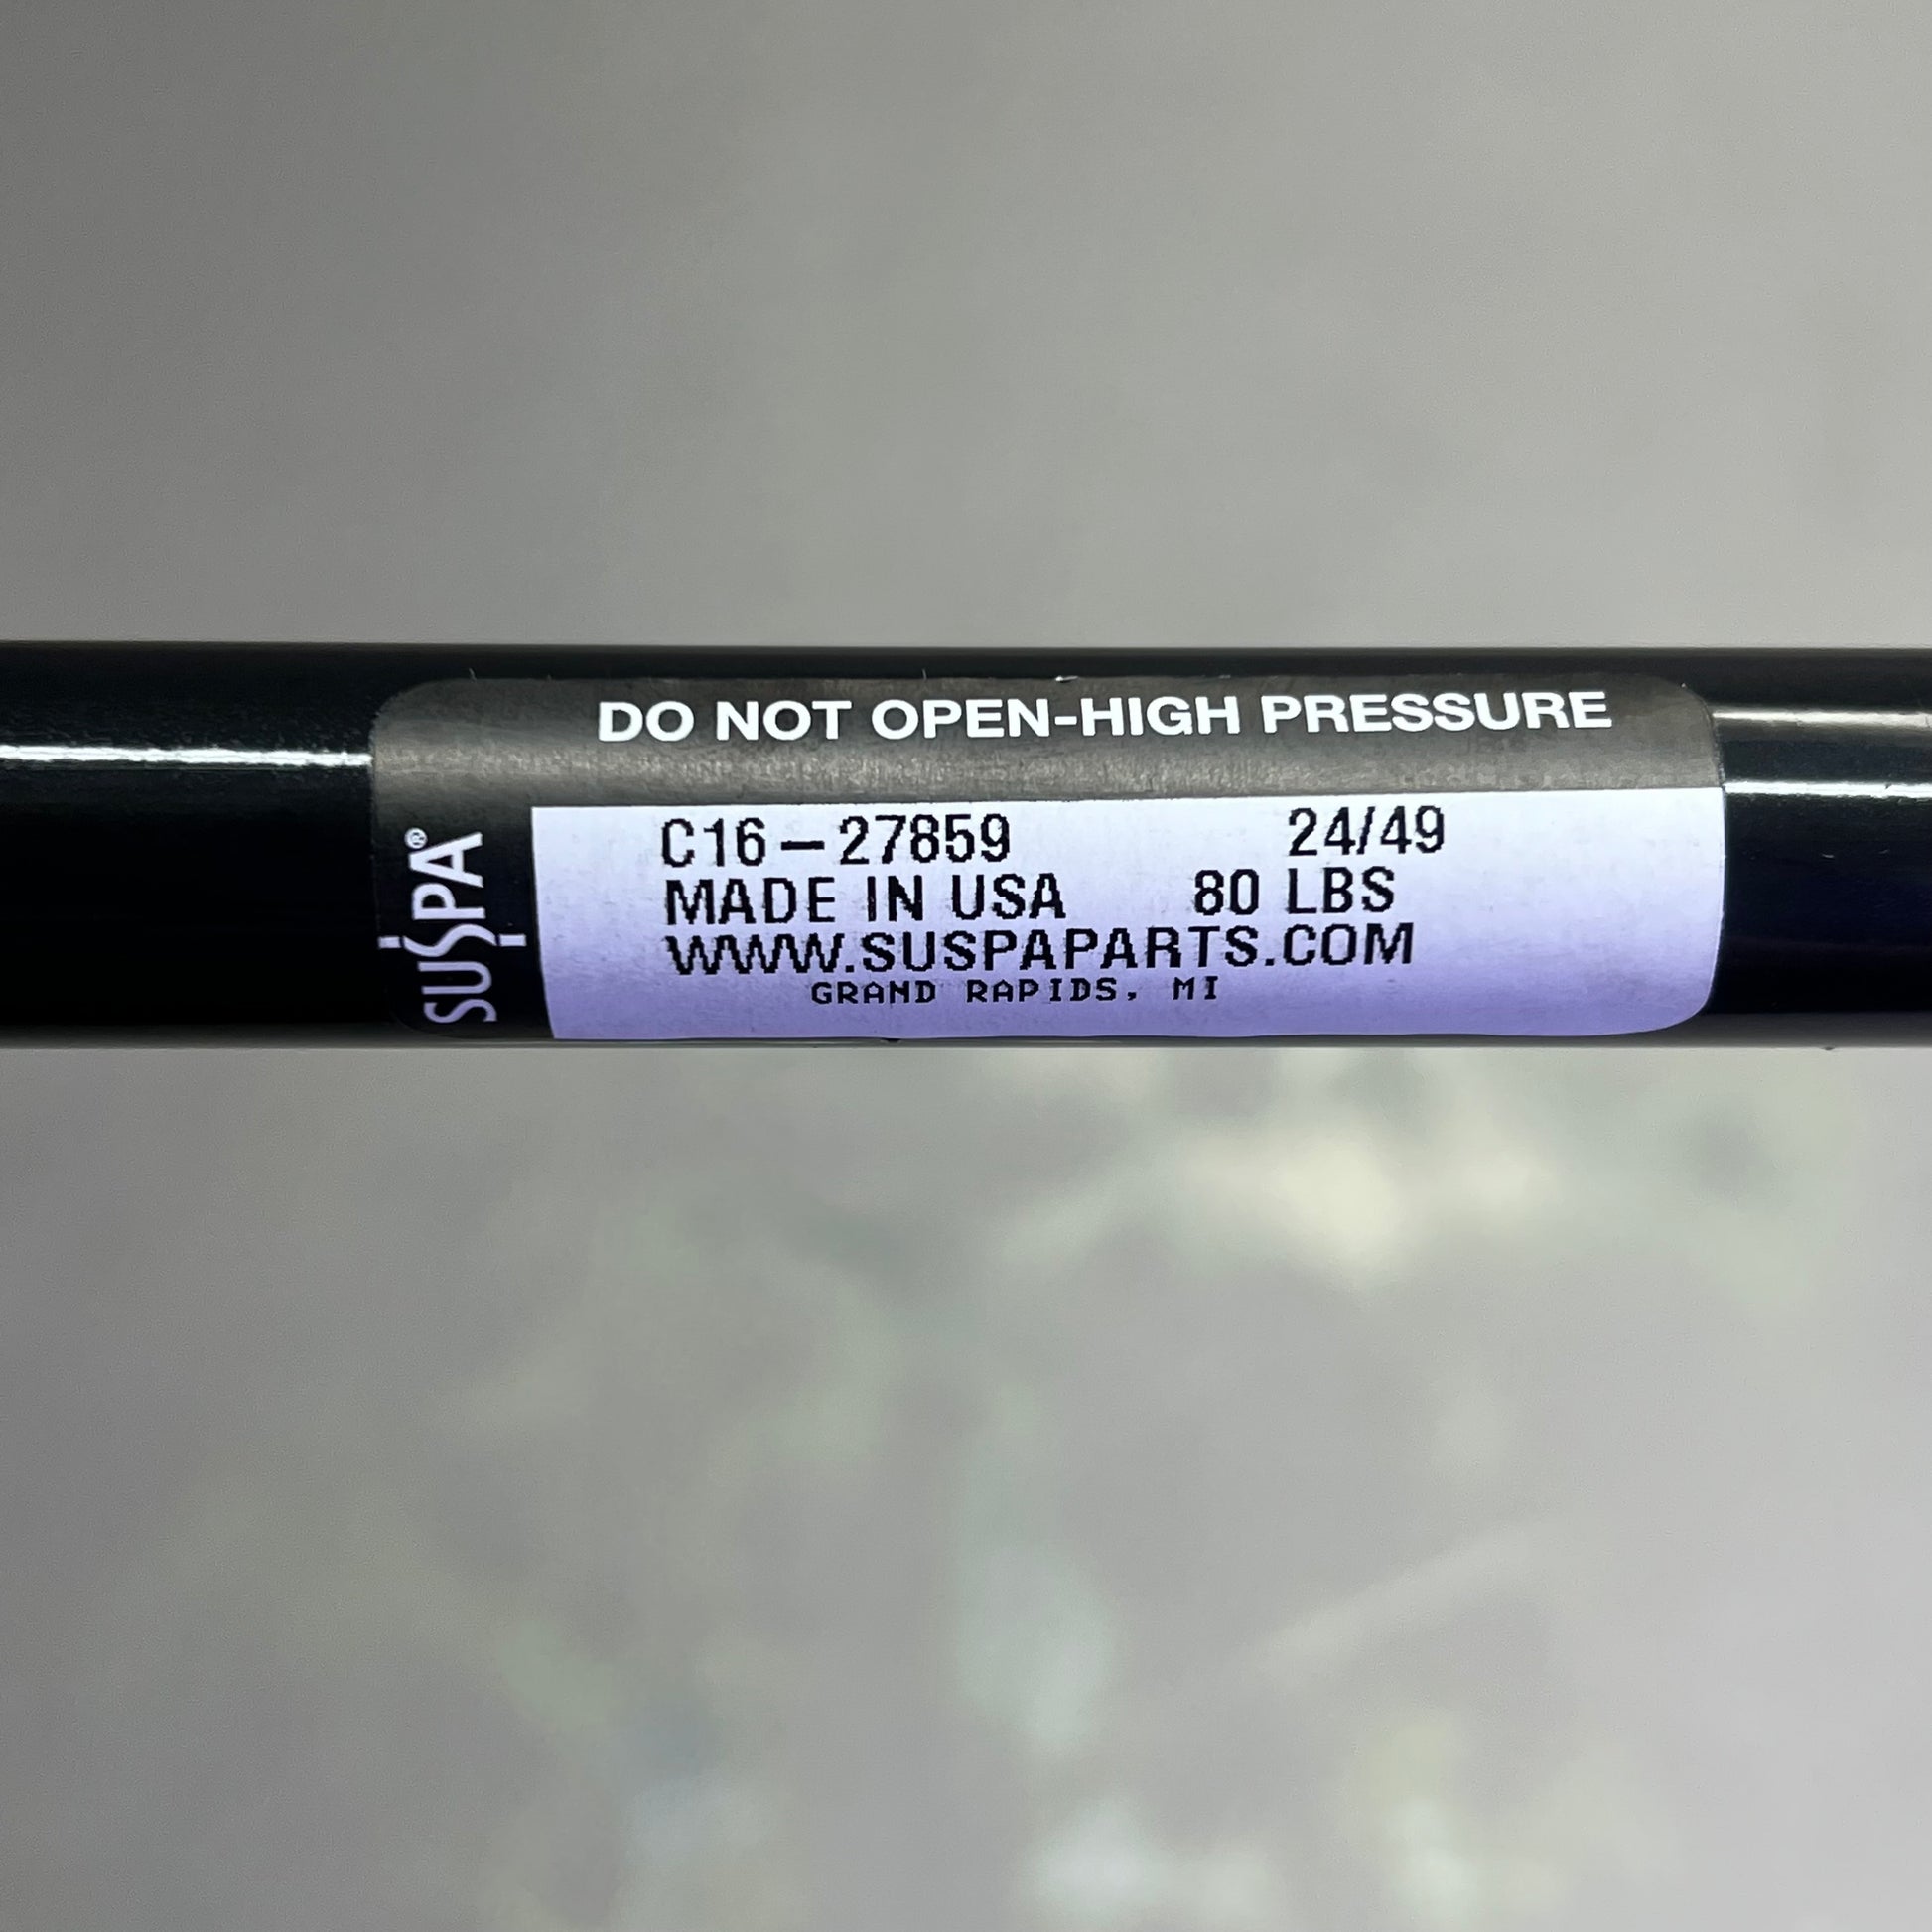 DO NOT OPEN-HIGH PRESSURE
SUSPA®
C16-27859 24/49
MADE IN USA 80 LBS
WWW.SUSPAPARTS.COM
GRAND RAPIDS, MI